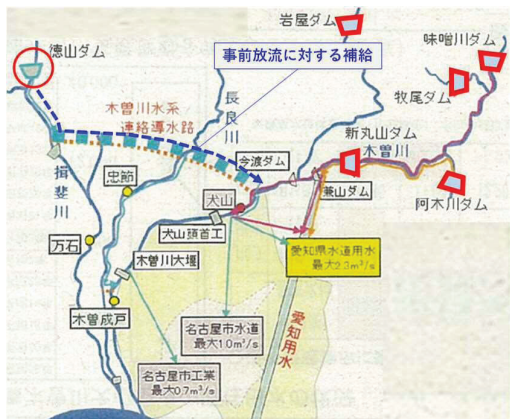 岩屋ダム
徳山ダム
味噌川ダム
事前放流に対する補給
牧尾ダム
木曽川水系
連絡導水路
長良川
新丸山ダム
木曽川
今渡ダム
揖斐川
忠節
犬山
兼山ダム
阿木川ダム
犬山頭首工
万石
木曽川大堰
愛知県水道用水
最大2.3m³/s
木曽成戸
名古屋市水道
最大1.0m³/s
愛知用水
名古屋市工業
最大0.7m³/s